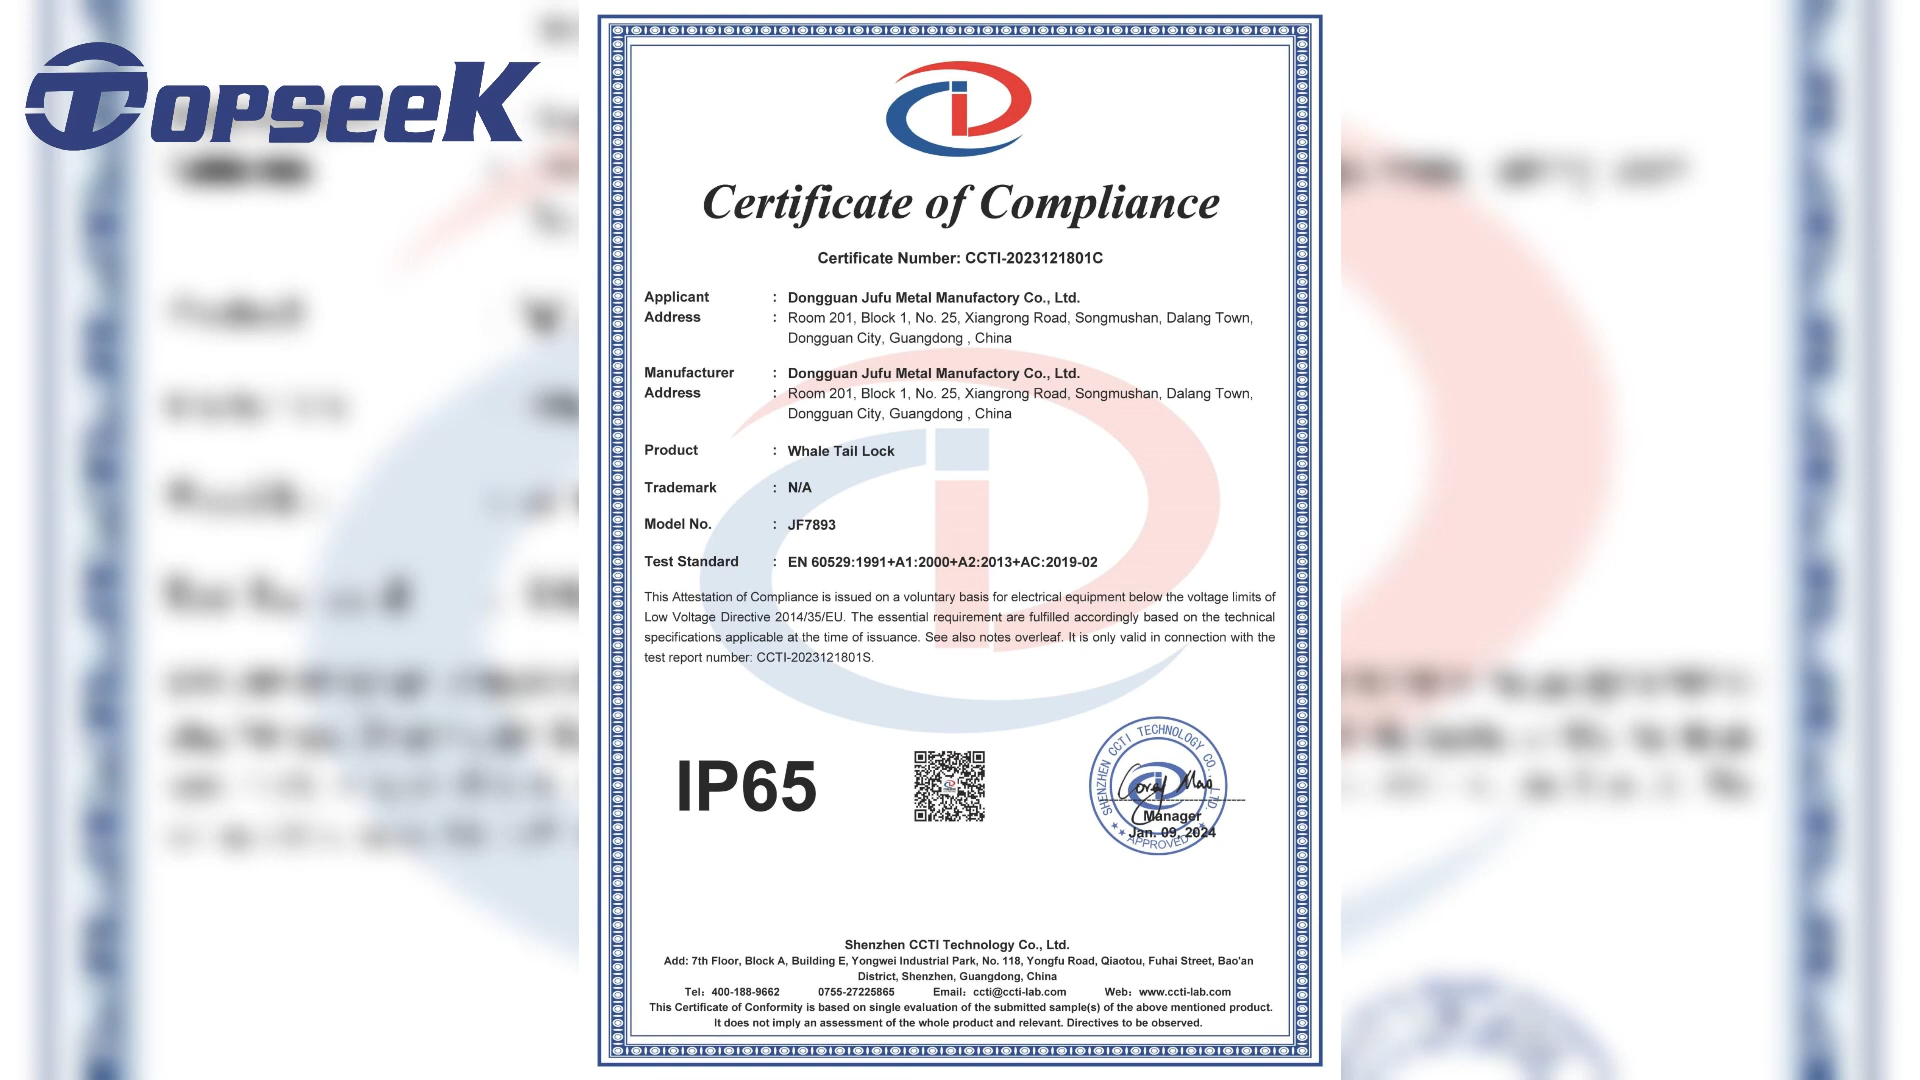 TOPSEEK
Certificate of Compliance
Certificate Number: CCTI-2023121801C
Applicant : Dongguan Jufu Metal Manufactory Co., Ltd.
Address : Room 201, Block 1, No. 25, Xiangrong Road, Songmushan, Dalang Town,
Dongguan City, Guangdong , China
Manufacturer : Dongguan Jufu Metal Manufactory Co., Ltd.
Address : Room 201, Block 1, No. 25, Xiangrong Road, Songmushan, Dalang Town,
Dongguan City, Guangdong , China
Product : Whale Tail Lock
Trademark : N/A
Model No. : JF7893
Test Standard : EN 60529:1991+A1:2000+A2:2013+AC:2019-02
This Attestation of Compliance is issued on a voluntary basis for electrical equipment below the voltage limits of
Low Voltage Directive 2014/35/EU. The essential requirement are fulfilled accordingly based on the technical
specifications applicable at the time of issuance. See also notes overleaf. It is only valid in connection with the
test report number: CCTI-2023121801S.
IP65
SHENZHEN CCTI TECHNOLOGY CO., LTD.
Coral Mao
Manager
Jan. 09, 2024
APPROVED
Shenzhen CCTI Technology Co., Ltd.
Add: 7th Floor, Block A, Building E, Yongwei Industrial Park, No. 118, Yongfu Road, Qiaotou, Fuhai Street, Bao'an
District, Shenzhen, Guangdong, China
Tel: 400-188-9662 0755-27225865 Email: ccti@ccti-lab.com Web: www.ccti-lab.com
This Certificate of Conformity is based on single evaluation of the submitted sample(s) of the above mentioned product.
It does not imply an assessment of the whole product and relevant. Directives to be observed.